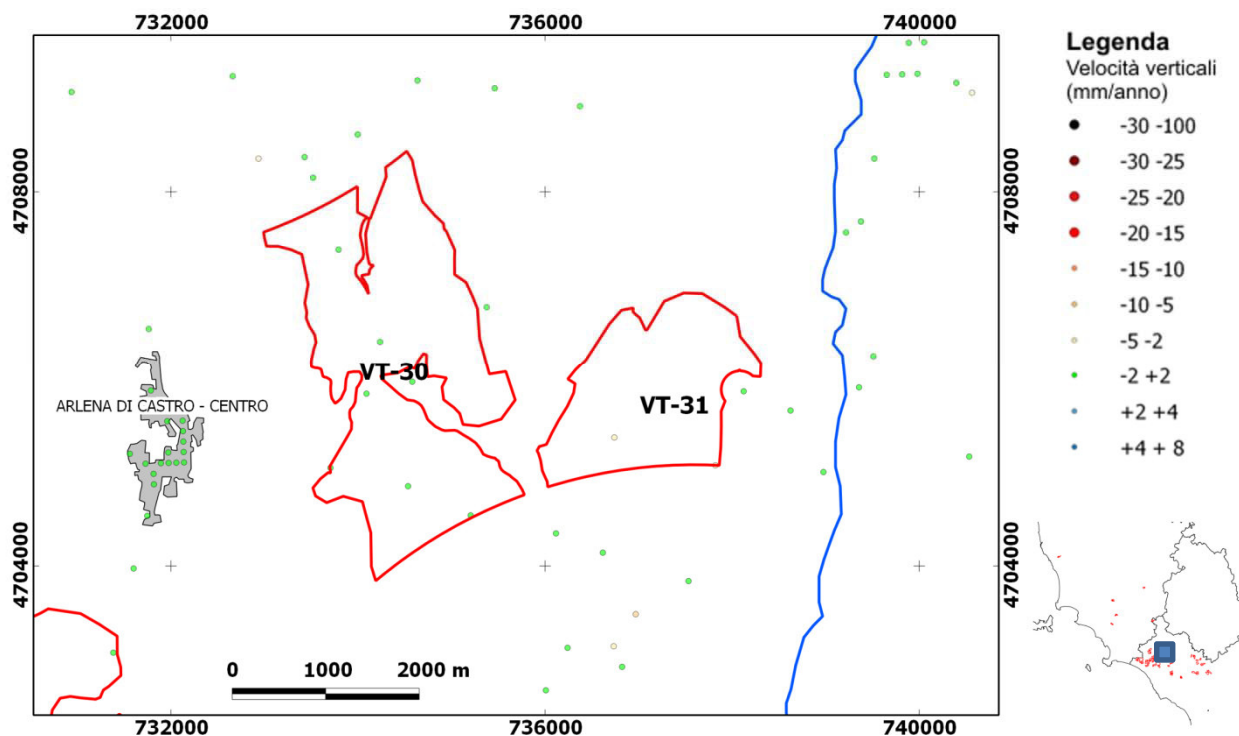 732000
736000
740000
4708000
4708000
VT-30
ARLENA DI CASTRO - CENTRO
VT-31
4704000
4704000
0
1000
2000 m
732000
736000
740000
Legenda
Velocità verticali
(mm/anno)
-30 -100
-30 -25
-25 -20
-20 -15
-15 -10
-10 -5
-5 -2
-2 +2
+2 +4
+4 + 8